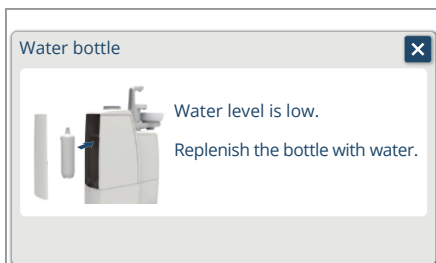 Water bottle
Water level is low.
Replenish the bottle with water.